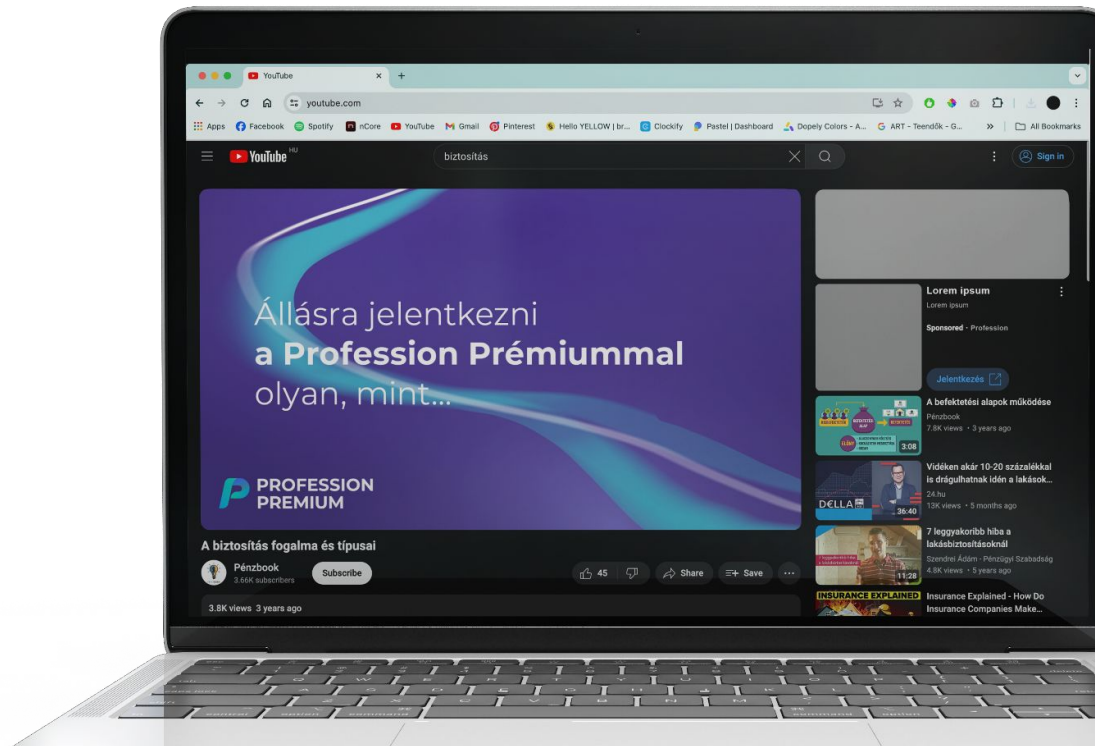 YouTube
youtube.com
Apps Facebook Spotify nCore YouTube Gmail Pinterest Hello YELLOW | br... Clockify Pastel | Dashboard Dopely Colors - A... ART - Teendők - G... All Bookmarks
YouTube HU
biztosítás
Sign in
Állásra jelentkezni
a Profession Prémiummal
olyan, mint...
PROFESSION
PREMIUM
A biztosítás fogalma és típusai
Pénzbook
3.66K subscribers
Subscribe
45
Share
Save
3.8K views 3 years ago
Lorem ipsum
Lorem ipsum
Sponsored - Profession
Jelentkezés
3:08
A befektetési alapok működése
Pénzbook
7.8K views • 3 years ago
DELLA
36:40
Vidéken akár 10-20 százalékkal
is drágulhatnak idén a lakások...
24.hu
13K views • 5 months ago
11:28
7 leggyakoribb hiba a
lakásbiztosításoknál
Szendrei Ádám - Pénzügyi Szabadság
4.8K views • 5 years ago
INSURANCE EXPLAINED
Insurance Explained - How Do
Insurance Companies Make...